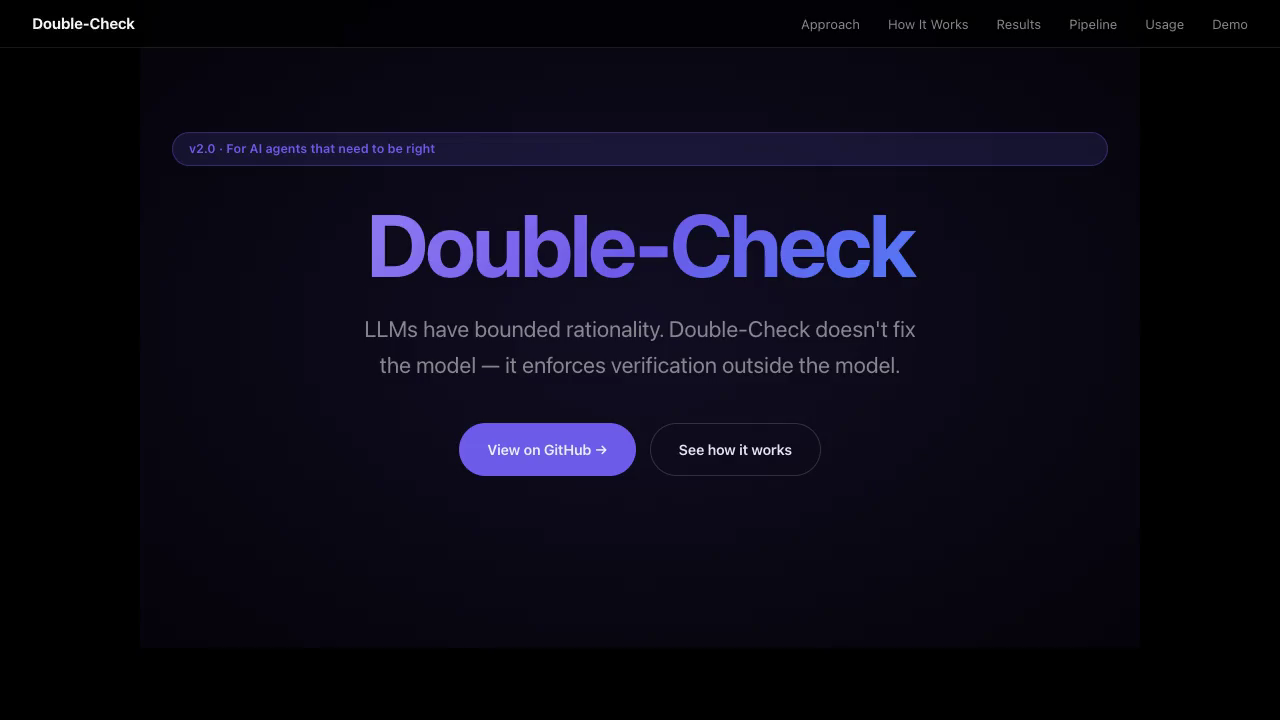 Double-Check
Approach
How It Works
Results
Pipeline
Usage
Demo
v2.0 · For AI agents that need to be right
Double-Check
LLMs have bounded rationality. Double-Check doesn't fix
the model — it enforces verification outside the model.
View on GitHub →
See how it works